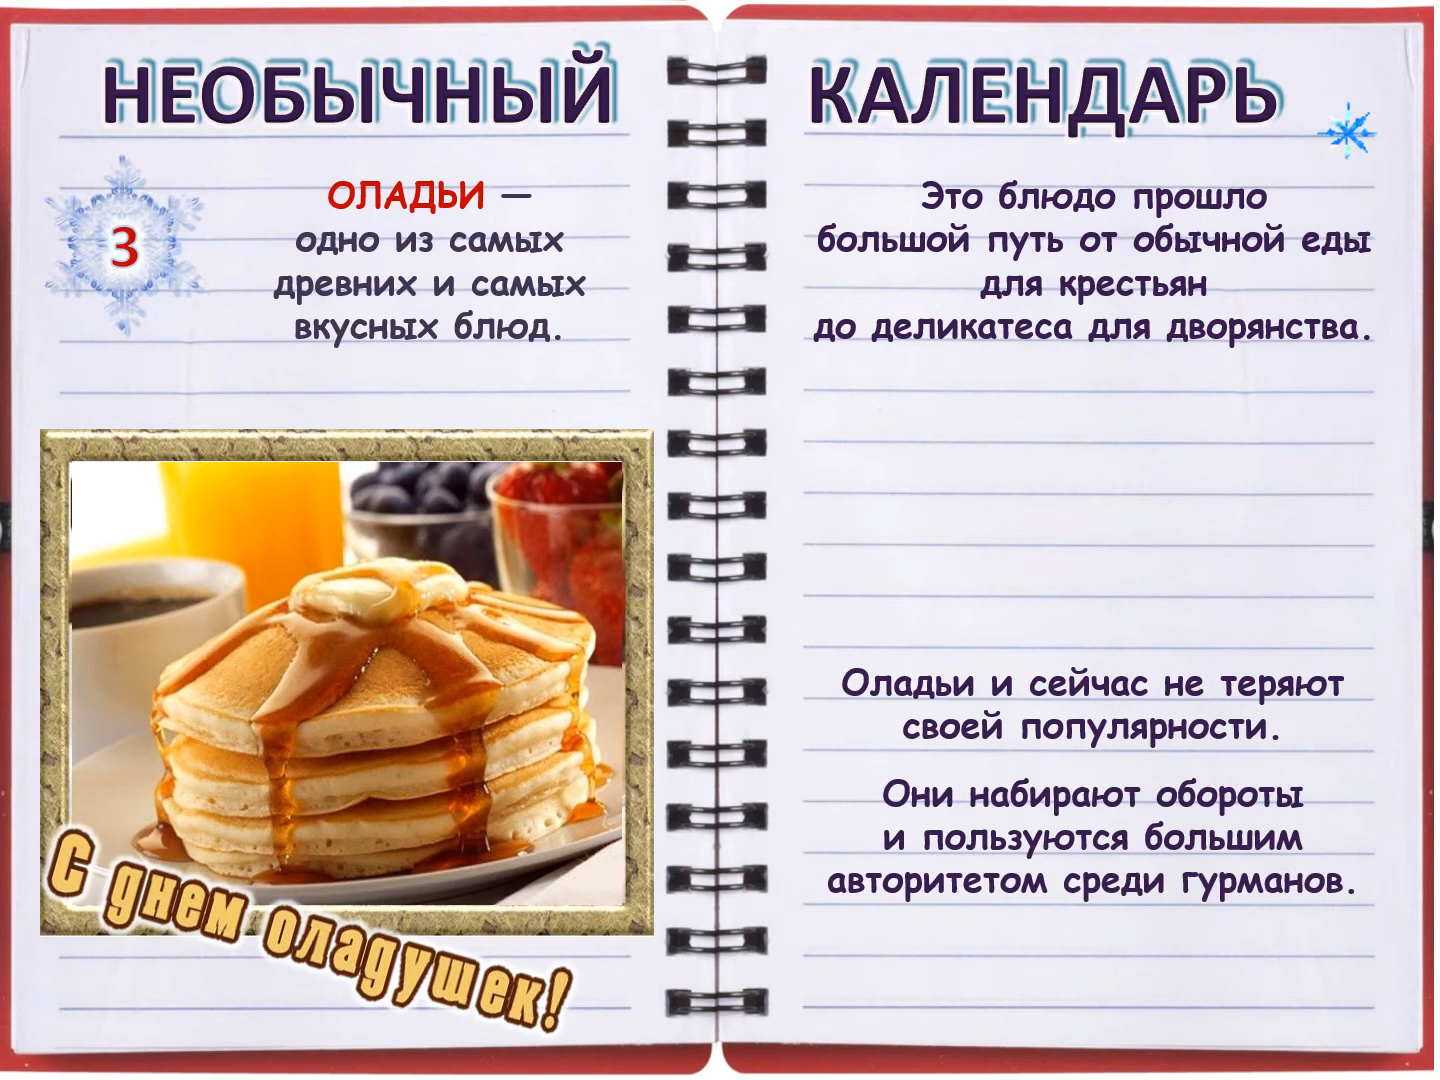 НЕОБЫЧНЫЙ КАЛЕНДАРЬ
3
ОЛАДЬИ —
одно из самых
древних и самых
вкусных блюд.
С днем оладушек!
Это блюдо прошло
большой путь от обычной еды
для крестьян
до деликатеса для дворянства.
Оладьи и сейчас не теряют
своей популярности.
Они набирают обороты
и пользуются большим
авторитетом среди гурманов.